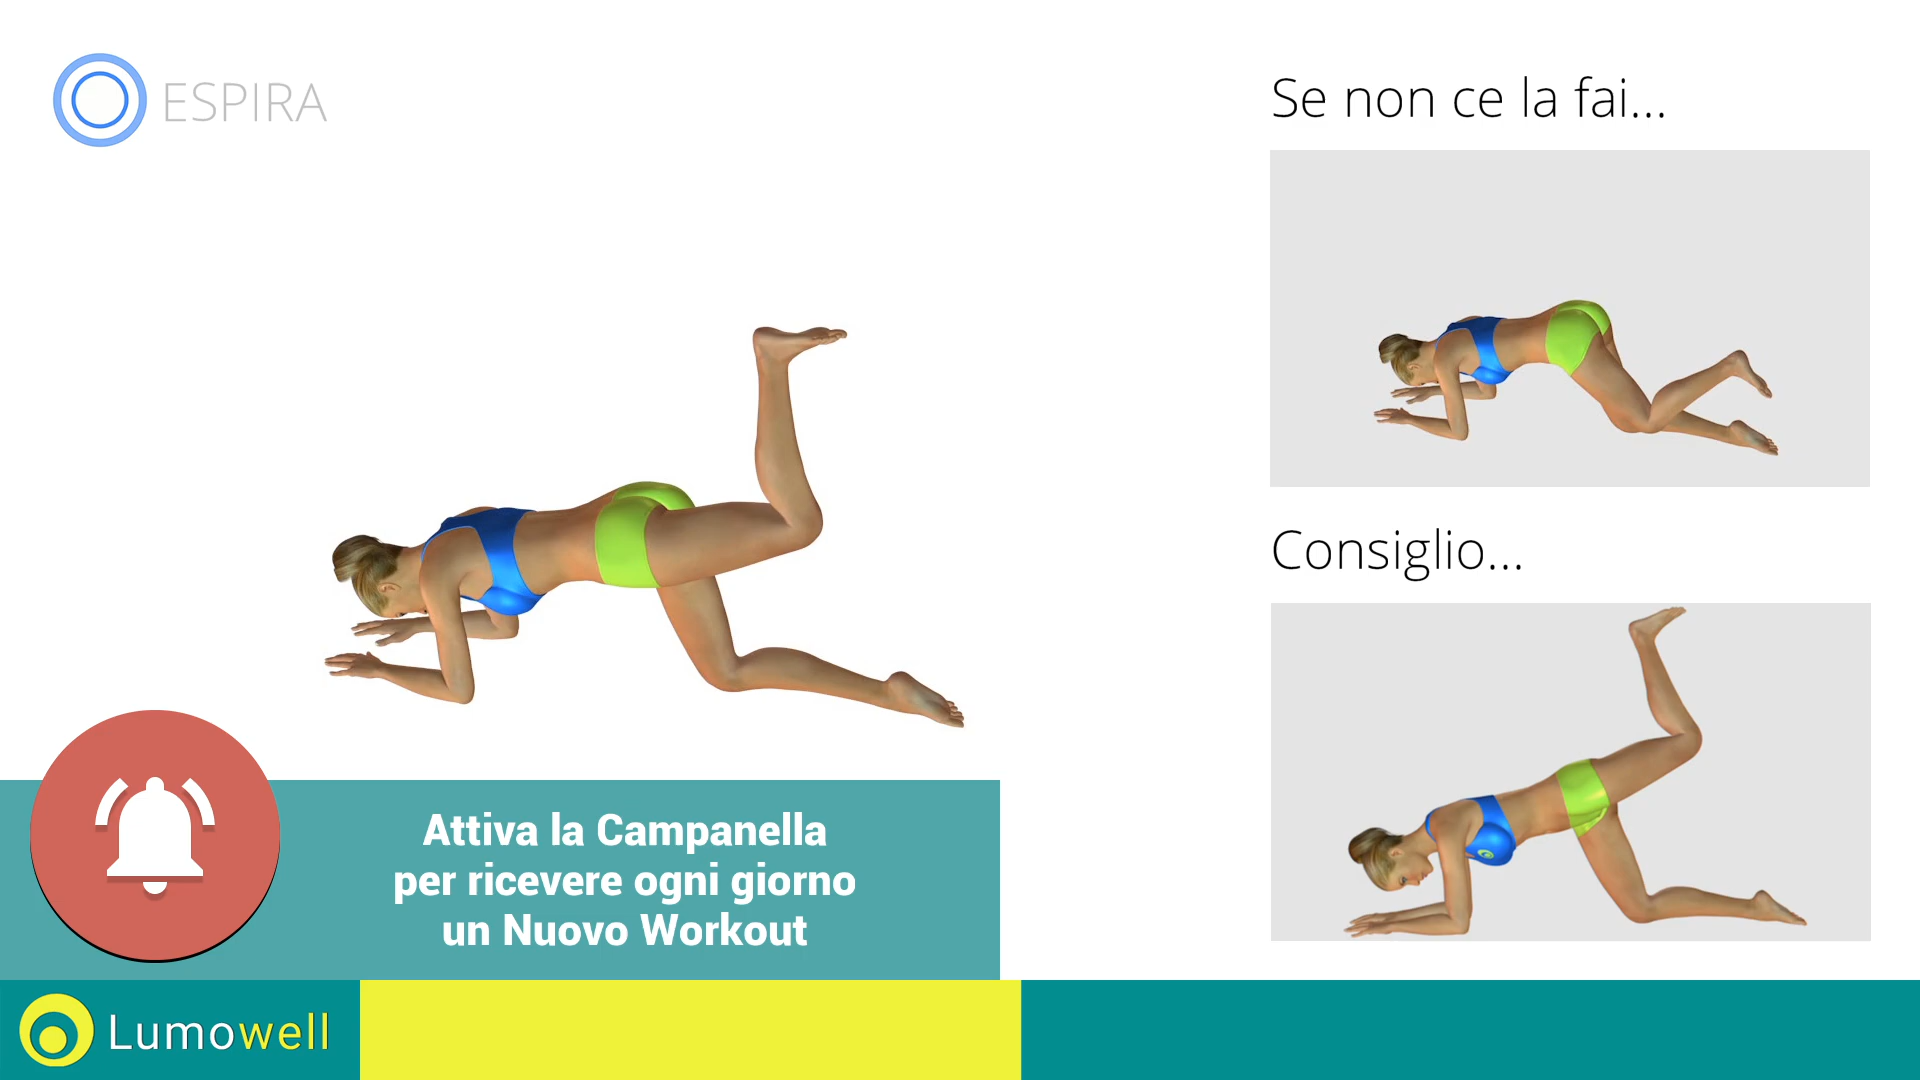 ESPIRA
Se non ce la fai...
Consiglio...
Attiva la Campanella
per ricevere ogni giorno
un Nuovo Workout
Lumowell